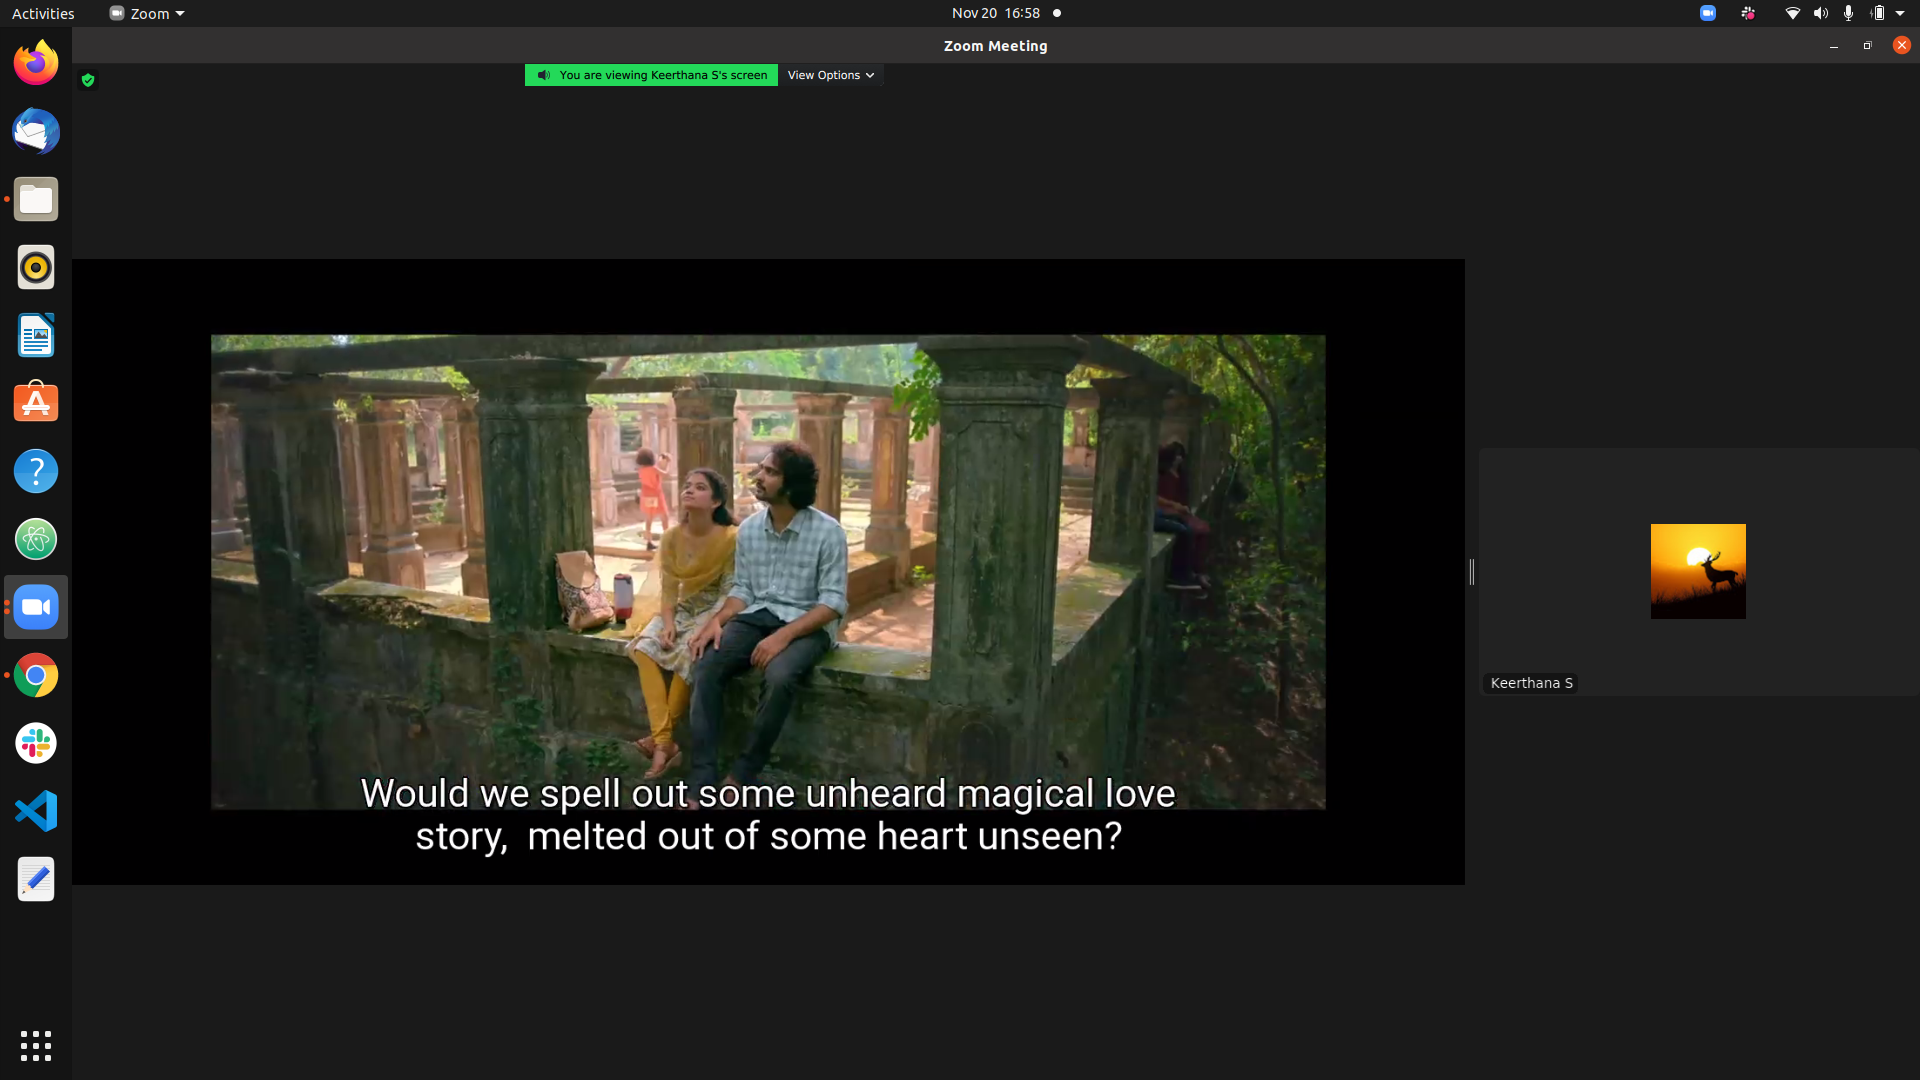 Activities
Zoom
Nov 20 16:58
Zoom Meeting
You are viewing Keerthana S's screen
View Options
Would we spell out some unheard magical love
story, melted out of some heart unseen?
Keerthana S